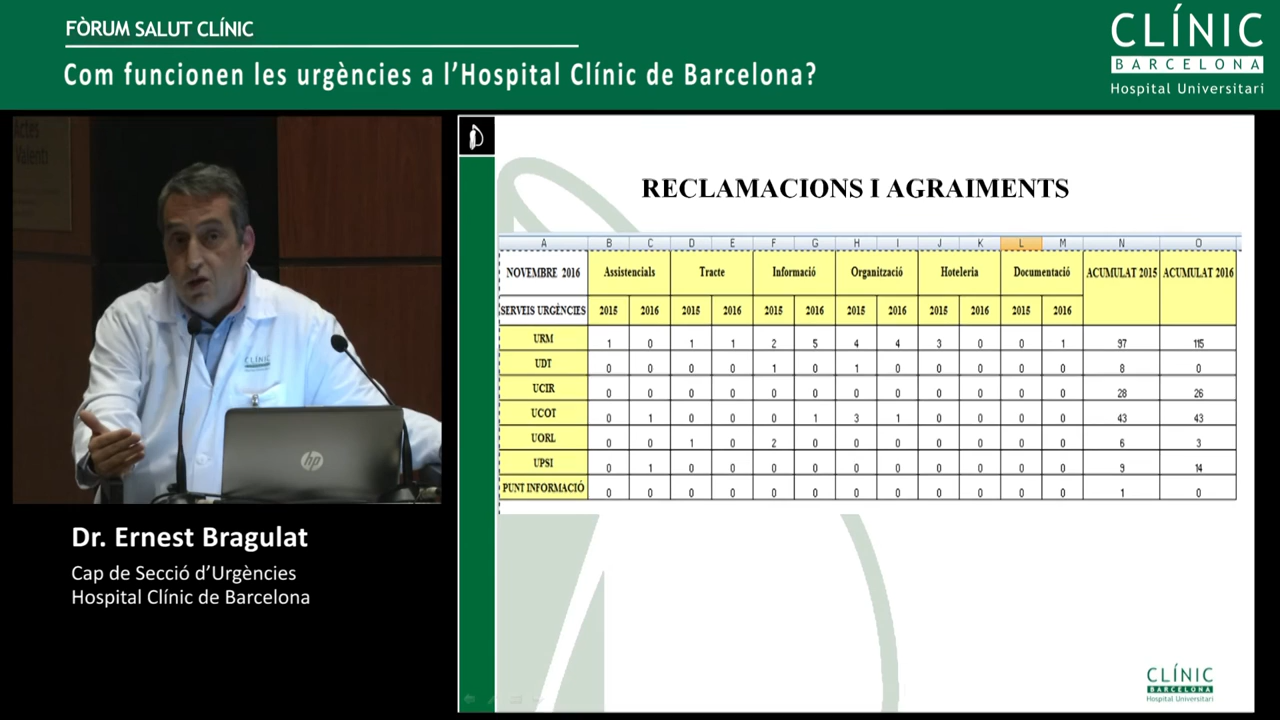 FÒRUM SALUT CLÍNIC
Com funcionen les urgències a l'Hospital Clínic de Barcelona?
CLÍNIC
BARCELONA
Hospital Universitari
Actes
Valentí
CLÍNIC
hp
Dr. Ernest Bragulat
Cap de Secció d'Urgències
Hospital Clínic de Barcelona
RECLAMACIONS I AGRAIMENTS
A B C D E F G H I J K L M N O
NOVEMBRE 2016 Assistencials Tracte Informació Organització Hoteleria Documentació ACUMULAT 2015 ACUMULAT 2016
SERVEIS URGÈNCIES 2015 2016 2015 2016 2015 2016 2015 2016 2015 2016 2015 2016
URM 1 0 1 1 2 5 4 4 3 0 0 1 97 115
UDT 0 0 0 0 1 0 1 0 0 0 0 0 8 0
UCIR 0 0 0 0 0 0 0 0 0 0 0 0 28 26
UCOT 0 1 0 0 0 1 3 1 0 0 0 0 43 43
UORL 0 0 1 0 2 0 0 0 0 0 0 0 6 3
UPSI 0 1 0 0 0 0 0 0 0 0 0 0 9 14
PUNT INFORMACIÓ 0 0 0 0 0 0 0 0 0 0 0 0 1 0
CLÍNIC
BARCELONA
Hospital Universitari